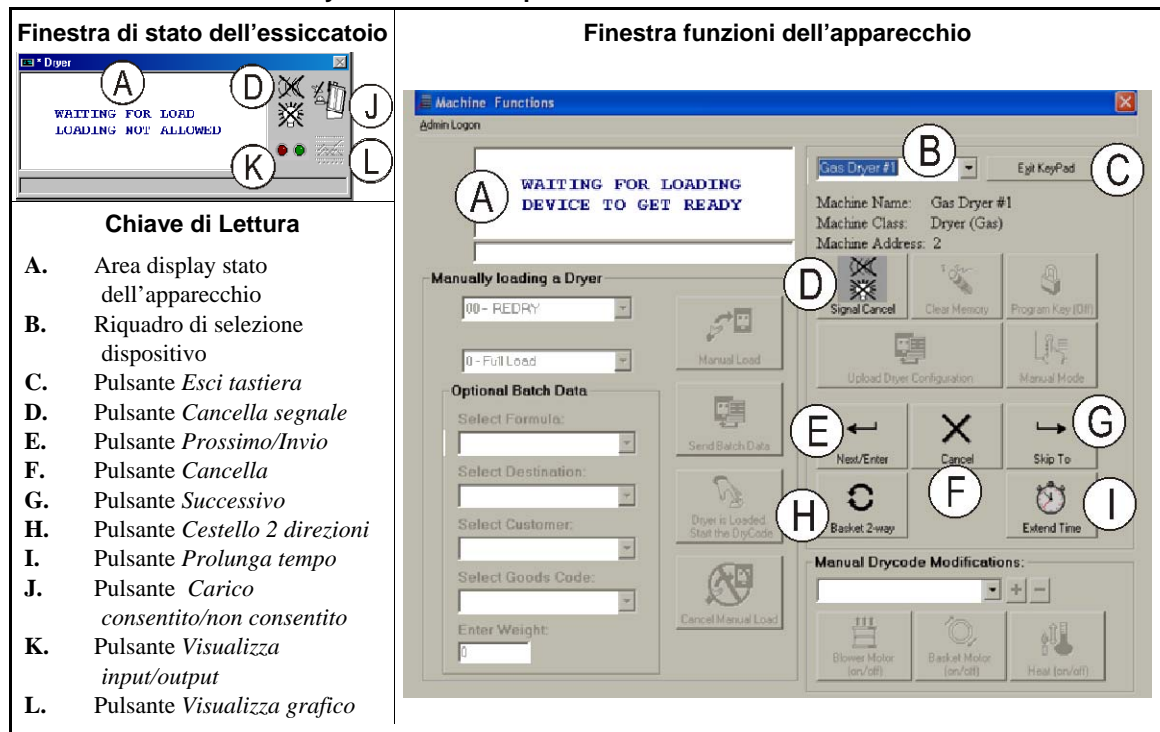 Finestra di stato dell'essiccatoio
* Dryer
A
WAITING FOR LOAD
LOADING NOT ALLOWED
D
J
K
L
Chiave di Lettura
A. Area display stato
dell'apparecchio
B. Riquadro di selezione
dispositivo
C. Pulsante Esci tastiera
D. Pulsante Cancella segnale
E. Pulsante Prossimo/Invio
F. Pulsante Cancella
G. Pulsante Successivo
H. Pulsante Cestello 2 direzioni
I. Pulsante Prolunga tempo
J. Pulsante Carico
consentito/non consentito
K. Pulsante Visualizza
input/output
L. Pulsante Visualizza grafico
Finestra funzioni dell'apparecchio
Machine Functions
Admin Logon
A
WAITING FOR LOADING
DEVICE TO GET READY
Manually loading a Dryer
00 - REDRY
0 - Full Load
Manual Load
Optional Batch Data
Select Formula:
Select Destination:
Select Customer:
Select Goods Code:
Enter Weight:
0
Send Batch Data
Dryer is Loaded.
Start the DryCode
Cancel Manual Load
Gas Dryer #1
B
Exit KeyPad
C
Machine Name: Gas Dryer #1
Machine Class: Dryer (Gas)
Machine Address: 2
D
Signal Cancel
Clear Memory
Program Key (Off)
Upload Dryer Configuration
Manual Mode
E
Next/Enter
Cancel
F
Skip To
G
H
Basket 2-way
Extend Time
I
Manual Drycode Modifications:
+
-
Blower Motor
(on/off)
Basket Motor
(on/off)
Heat (on/off)